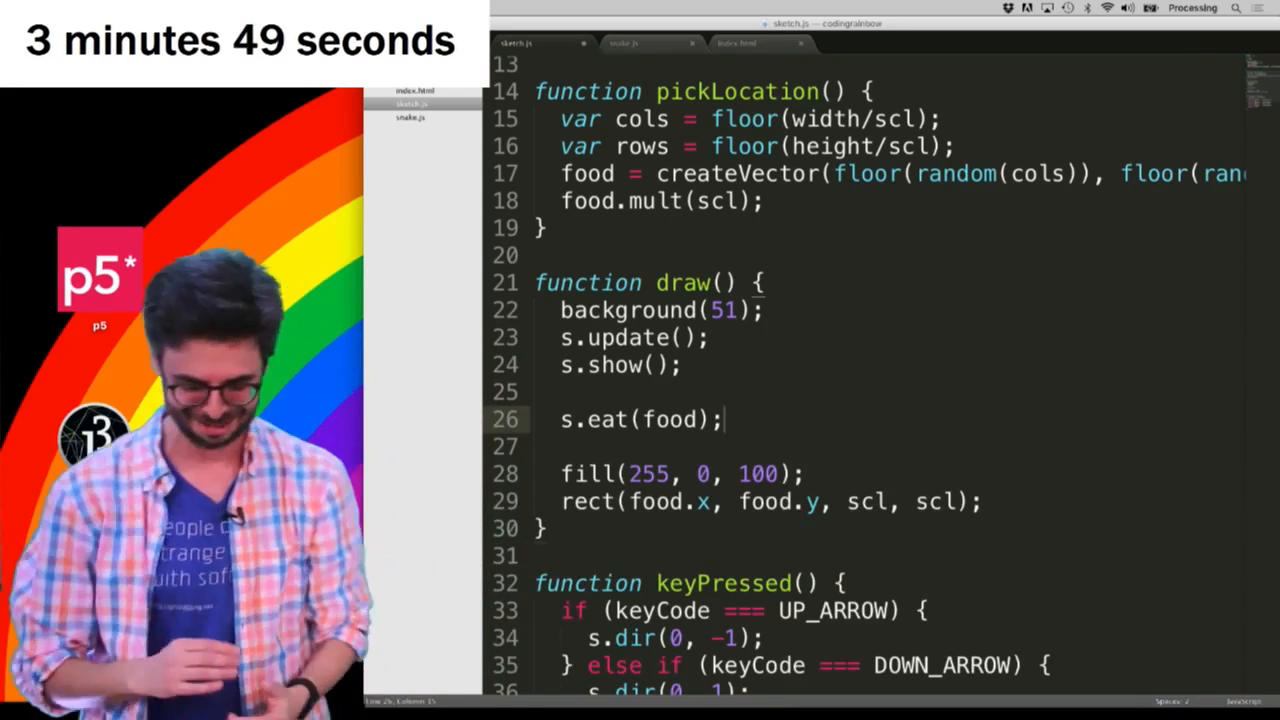 3 minutes 49 seconds
Processing
sketch.js — codingrainbow
sketch.js
snake.js
index.html
index.html
sketch.js
snake.js
p5*
p5
i3
eople
trange
with sof
13
14 function pickLocation() {
15 var cols = floor(width/scl);
16 var rows = floor(height/scl);
17 food = createVector(floor(random(cols)), floor(ran
18 food.mult(scl);
19 }
20
21 function draw() {
22 background(51);
23 s.update();
24 s.show();
25
26 s.eat(food);
27
28 fill(255, 0, 100);
29 rect(food.x, food.y, scl, scl);
30 }
31
32 function keyPressed() {
33 if (keyCode === UP_ARROW) {
34 s.dir(0, -1);
35 } else if (keyCode === DOWN_ARROW) {
36 s.dir(0, 1);
Line 26, Column 15
Spaces: 2
JavaScript